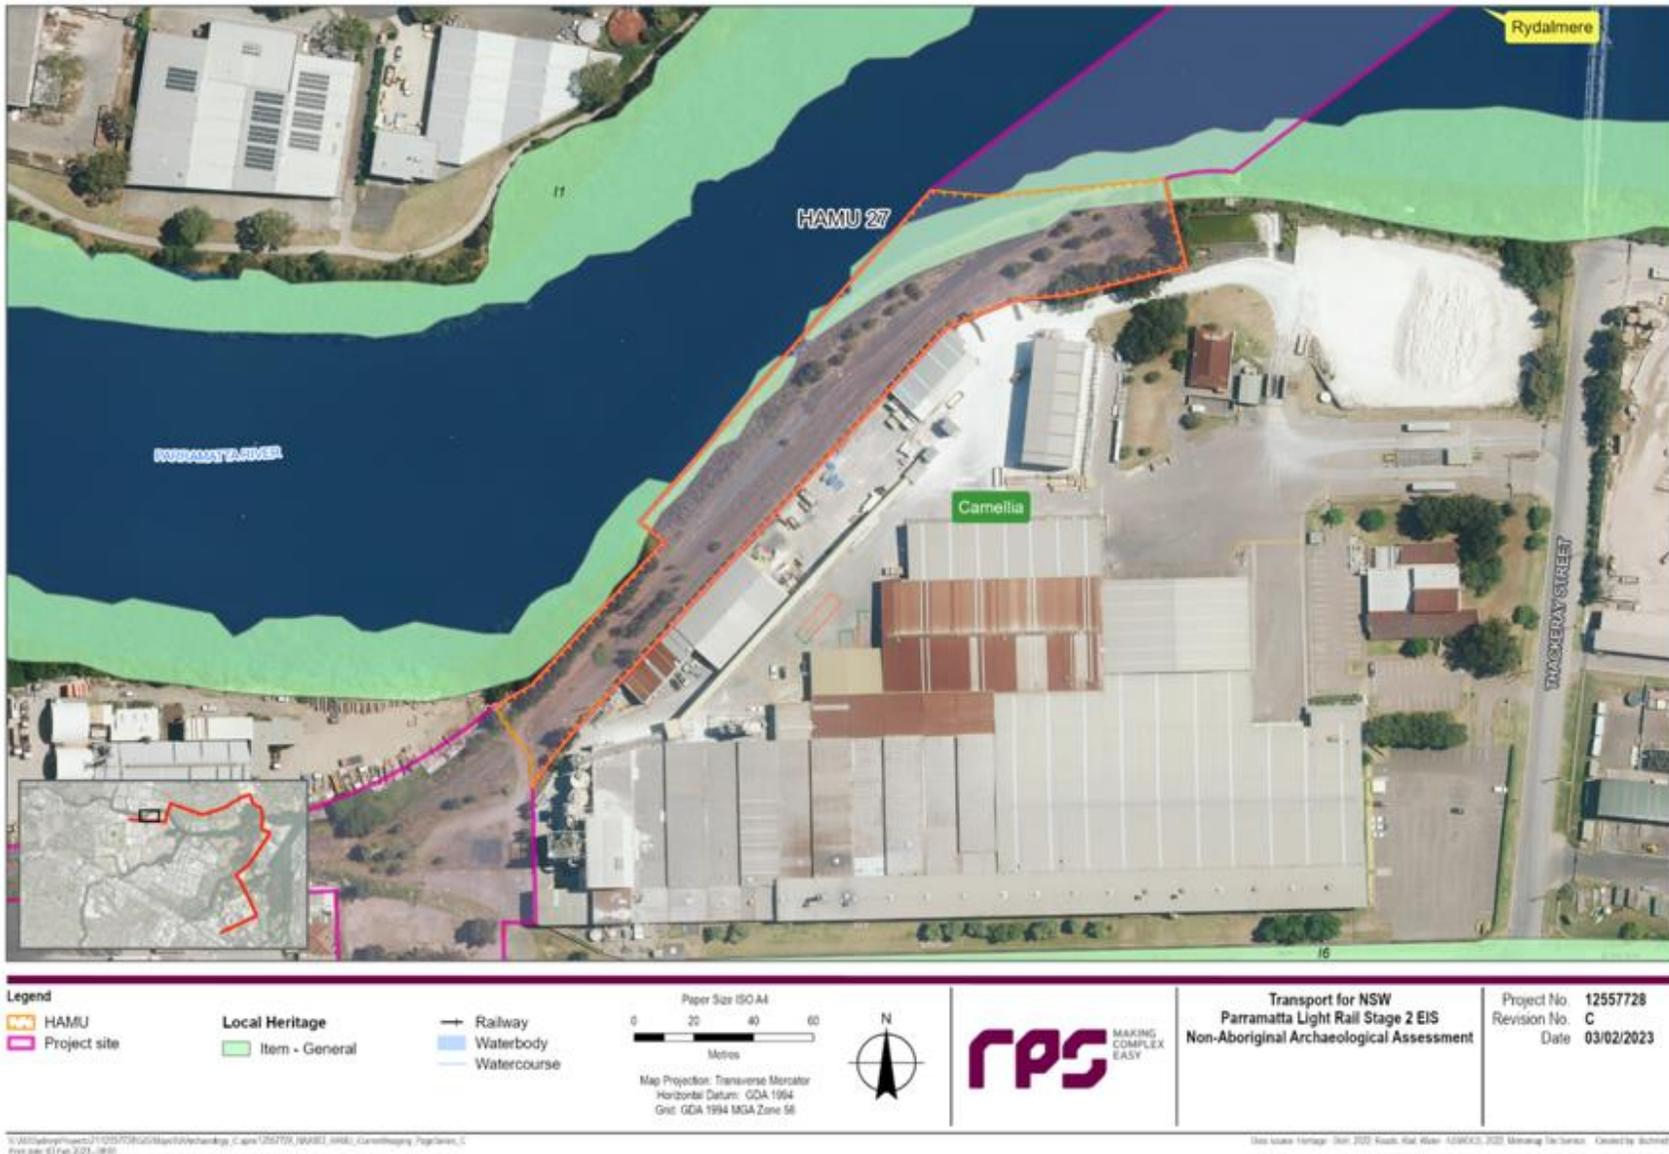 Rydalmere
I1
HAMU 27
PARRAMATTA RIVER
Camellia
THACKERAY STREET
I6
Legend
HAMU
Project site
Local Heritage
Item - General
Railway
Waterbody
Watercourse
Paper Size ISO A4
0 20 40 60
Metres
Map Projection: Transverse Mercator
Horizontal Datum: GDA 1994
Grid: GDA 1994 MGA Zone 56
N
rps MAKING
COMPLEX
EASY
Transport for NSW
Parramatta Light Rail Stage 2 EIS
Non-Aboriginal Archaeological Assessment
Project No. 12557728
Revision No. C
Date 03/02/2023